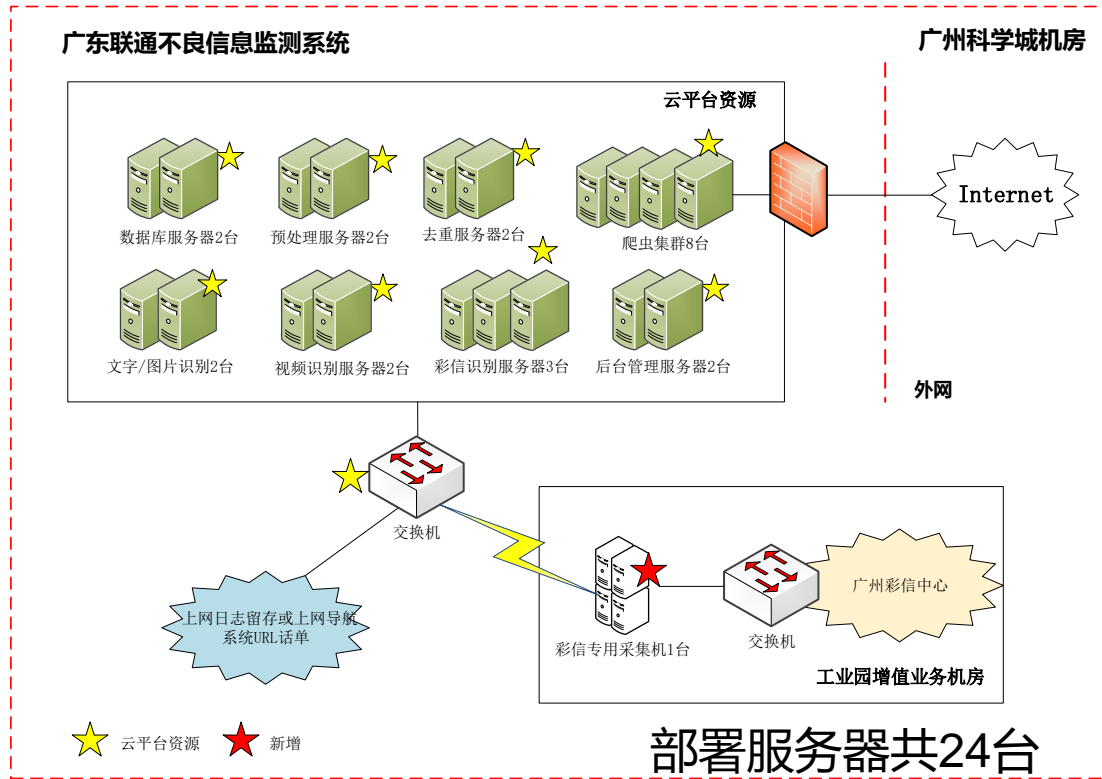 广东联通不良信息监测系统
广州科学城机房
云平台资源
数据库服务器2台
预处理服务器2台
去重服务器2台
爬虫集群8台
Internet
文字/图片识别2台
视频识别服务器2台
彩信识别服务器3台
后台管理服务器2台
外网
交换机
上网日志留存或上网导航
系统URL话单
彩信专用采集机1台
交换机
广州彩信中心
工业园增值业务机房
云平台资源
新增
部署服务器共24台